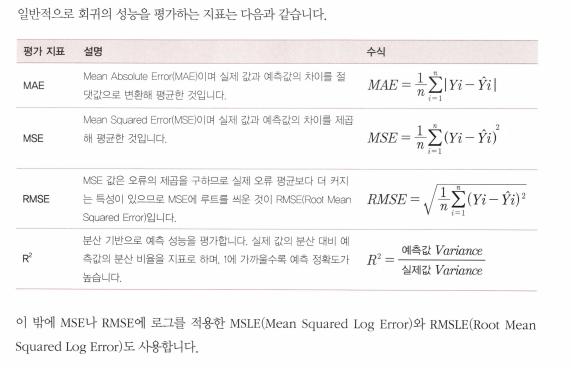 일반적으로 회귀의 성능을 평가하는 지표는 다음과 같습니다.
평가 지표 설명 수식
MAE
Mean Absolute Error(MAE)이며 실제 값과 예측값의 차이를 절
댓값으로 변환해 평균한 것입니다.
MAE = \frac{1}{n}\sum_{i=1}^{n}|Yi − Ŷi|
MSE
Mean Squared Error(MSE)이며 실제 값과 예측값의 차이를 제곱
해 평균한 것입니다.
MSE = \frac{1}{n}\sum_{i=1}^{n}(Yi − Ŷi)^2
RMSE
MSE 값은 오류의 제곱을 구하므로 실제 오류 평균보다 더 커지
는 특성이 있으므로 MSE에 루트를 씌운 것이 RMSE(Root Mean
Squared Error)입니다.
RMSE = \sqrt{\frac{1}{n}\sum_{i=1}^{n}(Yi − Ŷi)^2}
R²
분산 기반으로 예측 성능을 평가합니다. 실제 값의 분산 대비 예
측값의 분산 비율을 지표로 하며, 1에 가까울수록 예측 정확도가
높습니다.
R² = \frac{예측값 Variance}{실제값 Variance}
이 밖에 MSE나 RMSE에 로그를 적용한 MSLE(Mean Squared Log Error)와 RMSLE(Root Mean
Squared Log Error)도 사용합니다.